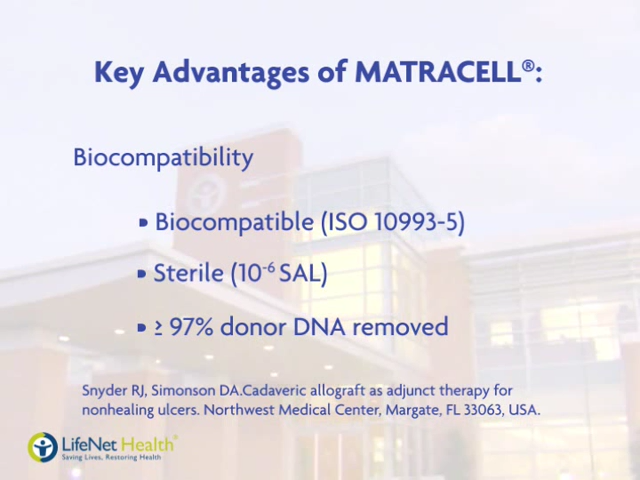 Key Advantages of MATRACELL®:
Biocompatibility
Biocompatible (ISO 10993-5)
Sterile (10⁻⁶ SAL)
≥ 97% donor DNA removed
Snyder RJ, Simonson DA.Cadaveric allograft as adjunct therapy for
nonhealing ulcers. Northwest Medical Center, Margate, FL 33063, USA.
LifeNet Health®
Saving Lives. Restoring Health